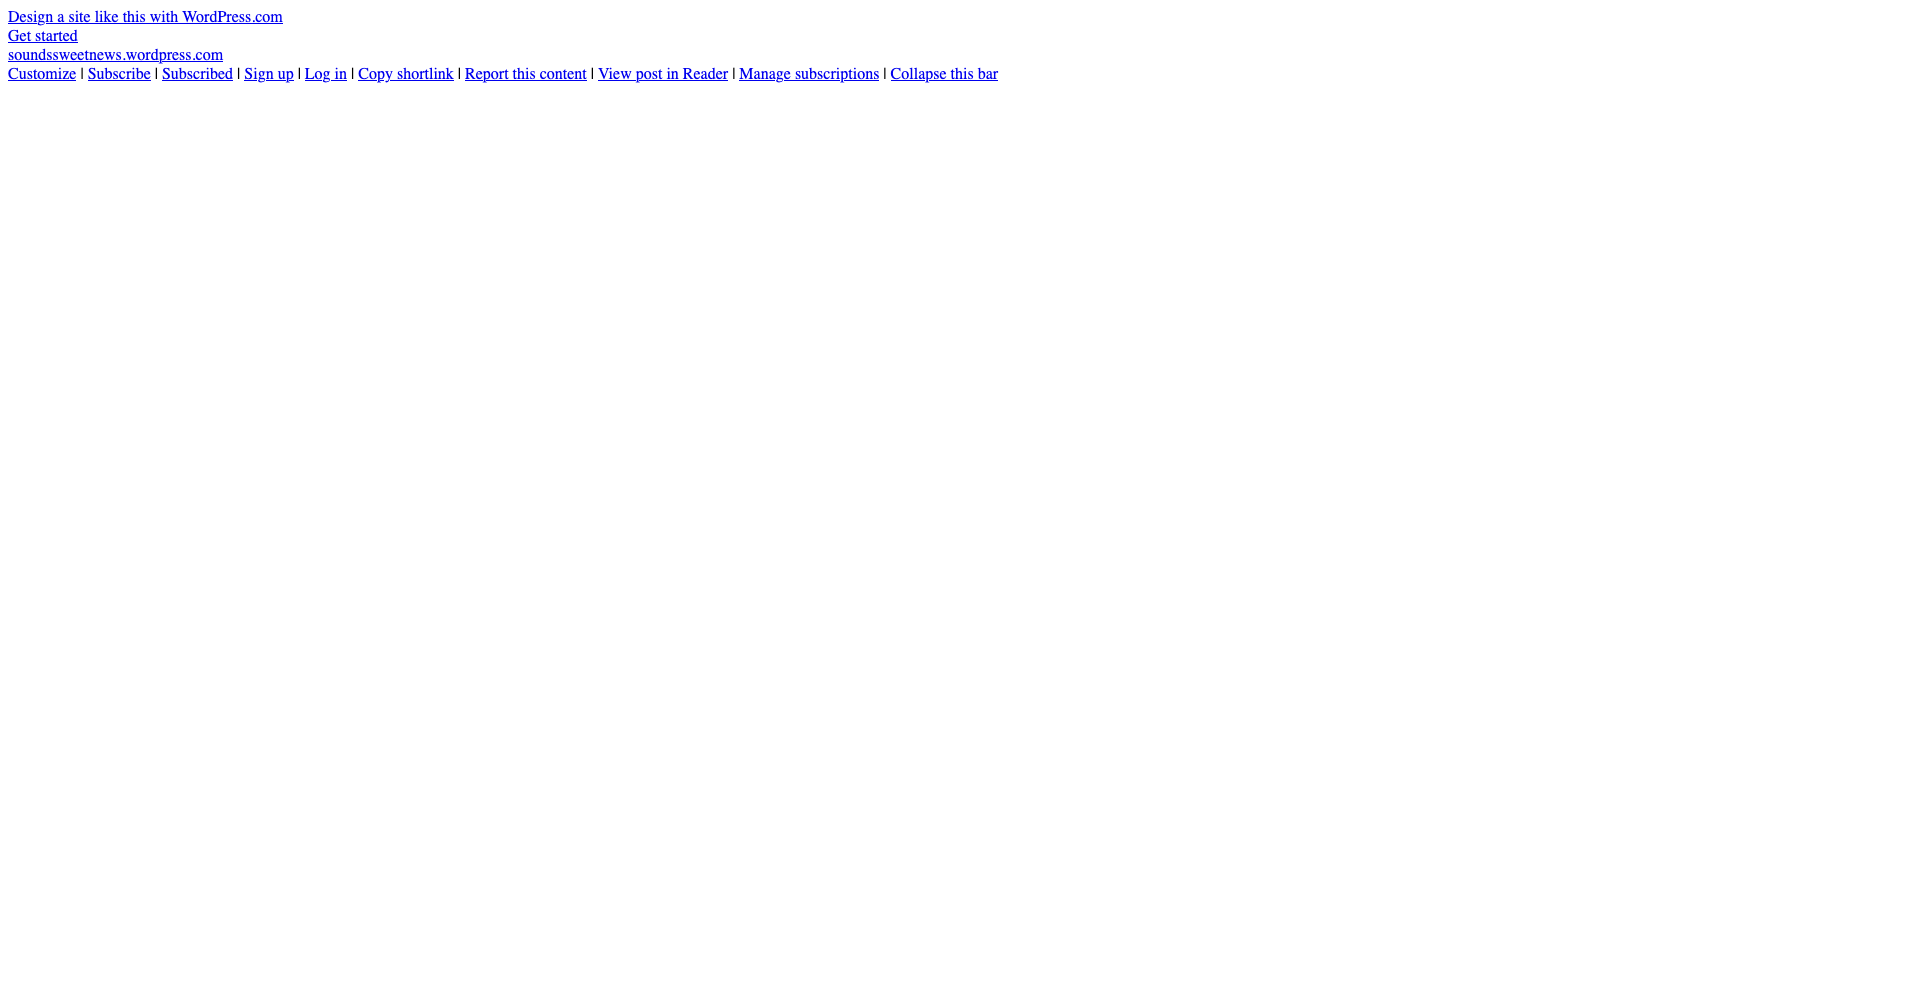 Design a site like this with WordPress.com
Get started
soundssweetnews.wordpress.com
Customize | Subscribe | Subscribed | Sign up | Log in | Copy shortlink | Report this content | View post in Reader | Manage subscriptions | Collapse this bar